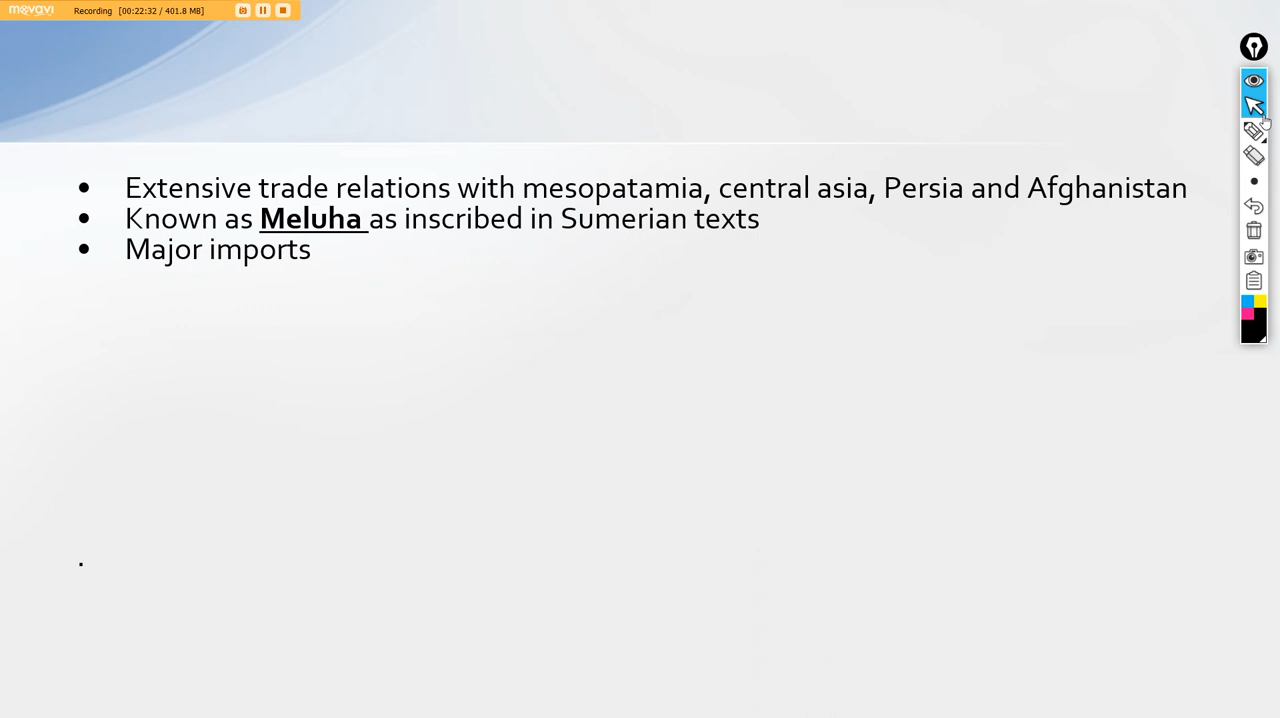 movavi Recording [00:22:32 / 401.8 MB]
• Extensive trade relations with mesopatamia, central asia, Persia and Afghanistan
• Known as Meluha as inscribed in Sumerian texts
• Major imports
.